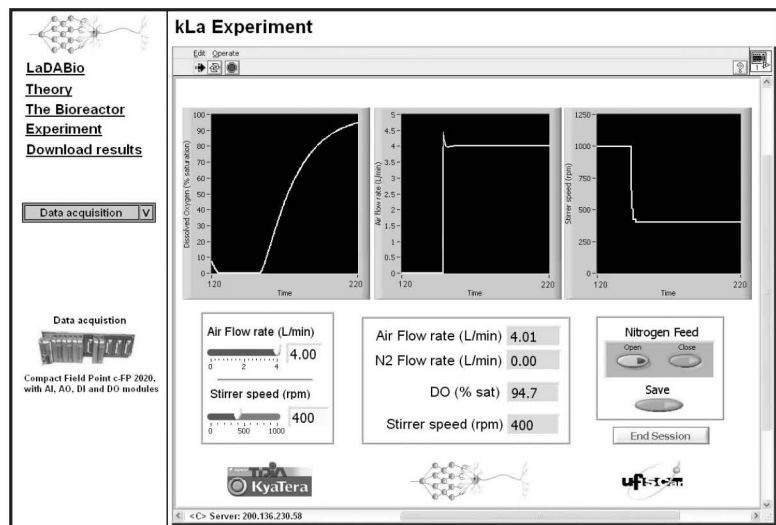 kLa Experiment
LaDABio
Theory
The Bioreactor
Experiment
Download results
Data acquisition V
Data acquistion
Compact Field Point c-FP 2020,
with AI, AO, DI and DO modules
Edit Operate
Dissolved Oxygen (% saturation)
100
90
80
70
60
50
40
30
20
10
0
120 220
Time
Air flow rate (L/min)
5
4.5
4
3.5
3
2.5
2
1.5
1
0.5
0
120 220
Time
Stirrer speed (rpm)
1250
1000
750
500
250
0
120 220
Time
Air Flow rate (L/min)
4.00
0 2 4
Stirrer speed (rpm)
400
0 500 1000
Air Flow rate (L/min) 4.01
N2 Flow rate (L/min) 0.00
DO (% sat) 94.7
Stirrer speed (rpm) 400
Nitrogen Feed
Open Close
Save
End Session
TIDIA
KyaTera
ufscar
<C> Server: 200.136.230.58